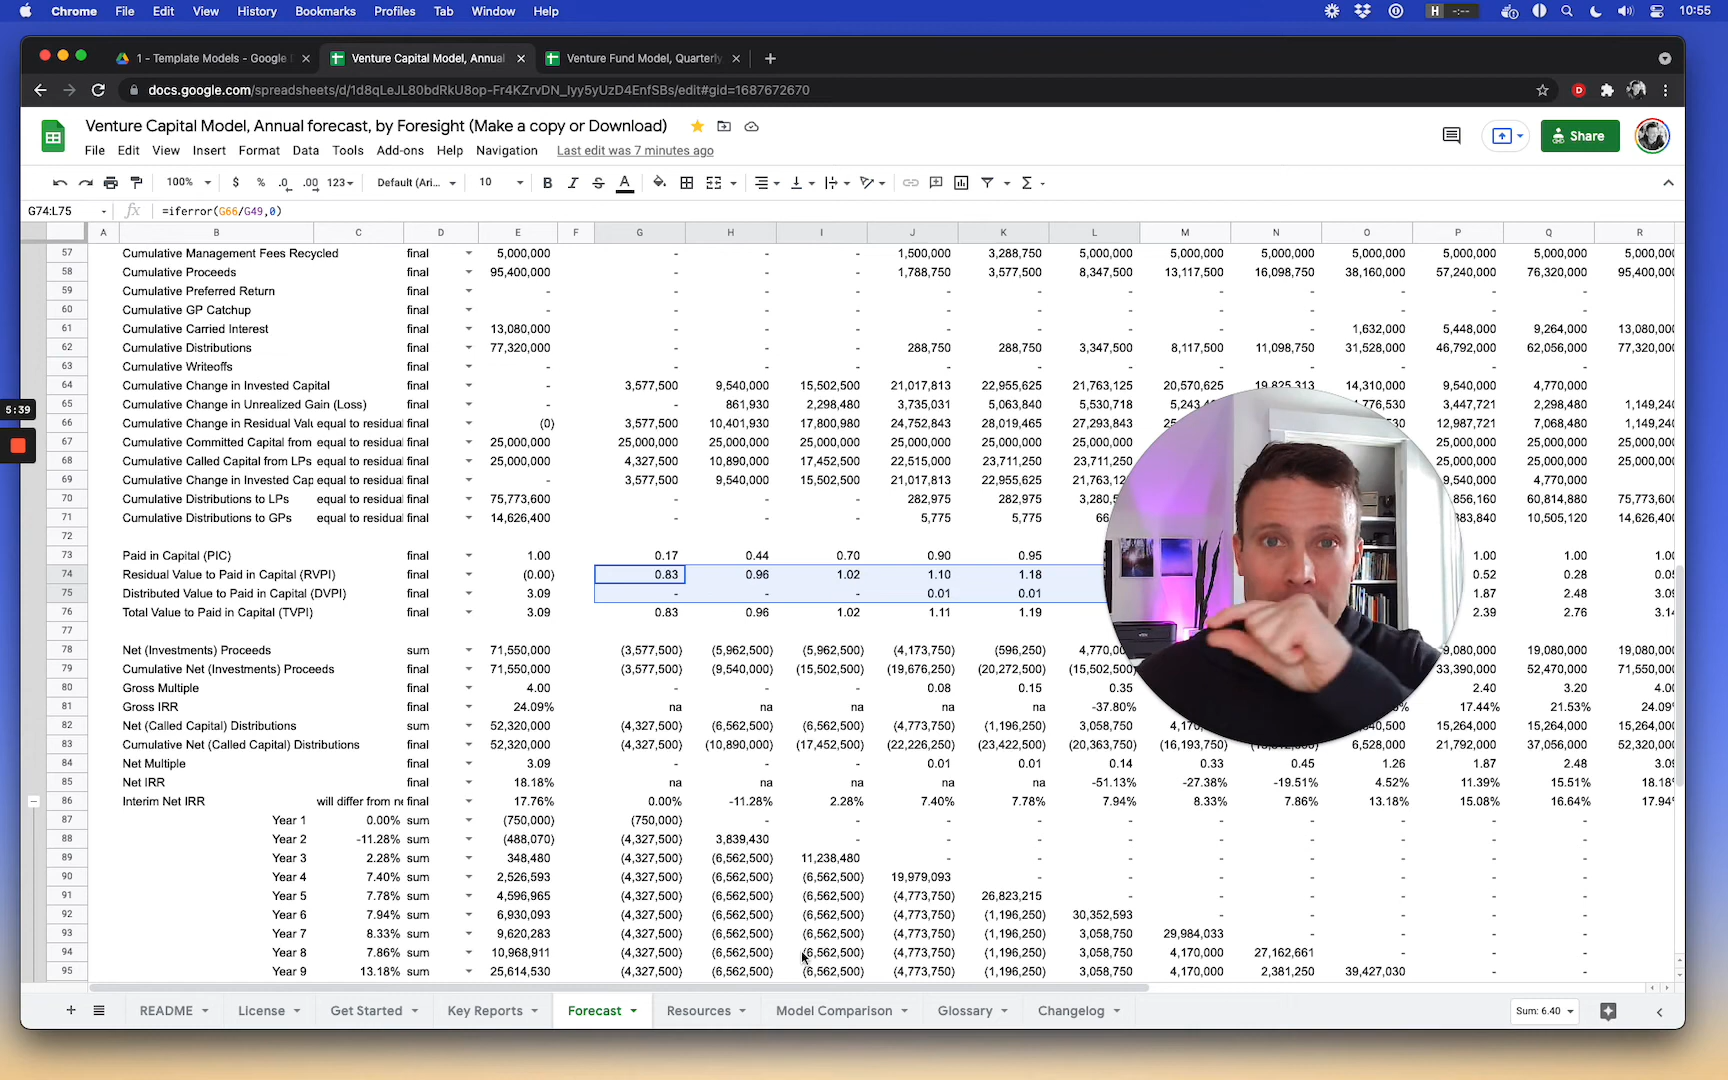 Chrome File Edit View History Bookmarks Profiles Tab Window Help H -:-- 10:55
1 - Template Models - Google Venture Capital Model, Annual Venture Fund Model, Quarterly
docs.google.com/spreadsheets/d/1d8qLeJL80bdRkU8op-Fr4KZrvDN_Iyy5yUzD4EnfSBs/edit#gid=1687672670
Venture Capital Model, Annual forecast, by Foresight (Make a copy or Download)
File Edit View Insert Format Data Tools Add-ons Help Navigation Last edit was 7 minutes ago Share
100% $ % .0 .00 123 Default (Ari... 10 B I S A
G74:L75 fx =iferror(G66/G49,0)
A B C D E F G H I J K L M N O P Q R
57 Cumulative Management Fees Recycled final 5,000,000 - - - 1,500,000 3,288,750 5,000,000 5,000,000 5,000,000 5,000,000 5,000,000 5,000,000 5,000,000
58 Cumulative Proceeds final 95,400,000 - - - 1,788,750 3,577,500 8,347,500 13,117,500 16,098,750 38,160,000 57,240,000 76,320,000 95,400,000
59 Cumulative Preferred Return final - - - - - - - - - - - - -
60 Cumulative GP Catchup final - - - - - - - - - - - - -
61 Cumulative Carried Interest final 13,080,000 - - - - - - - - 1,632,000 5,448,000 9,264,000 13,080,000
62 Cumulative Distributions final 77,320,000 - - - 288,750 288,750 3,347,500 8,117,500 11,098,750 31,528,000 46,792,000 62,056,000 77,320,000
63 Cumulative Writeoffs final - - - - - - - - - - - - -
64 Cumulative Change in Invested Capital final - 3,577,500 9,540,000 15,502,500 21,017,813 22,955,625 21,763,125 20,570,625 19,825,313 14,310,000 9,540,000 4,770,000
65 Cumulative Change in Unrealized Gain (Loss) final - - 861,930 2,298,480 3,735,031 5,063,840 5,530,718 5,243, 776,530 3,447,721 2,298,480 1,149,240
66 Cumulative Change in Residual Valu equal to residual final (0) 3,577,500 10,401,930 17,800,980 24,752,843 28,019,465 27,293,843 530 12,987,721 7,068,480 1,149,240
67 Cumulative Committed Capital from equal to residual final 25,000,000 25,000,000 25,000,000 25,000,000 25,000,000 25,000,000 25,000,000 000 25,000,000 25,000,000 25,000,000
68 Cumulative Called Capital from LPs equal to residual final 25,000,000 4,327,500 10,890,000 17,452,500 22,515,000 23,711,250 23,711,250 25,000,000 25,000,000 25,000,000
69 Cumulative Change in Invested Cap equal to residual final - 3,577,500 9,540,000 15,502,500 21,017,813 22,955,625 21,763,12 9,540,000 4,770,000
70 Cumulative Distributions to LPs equal to residual final 75,773,600 - - - 282,975 282,975 3,280,5 856,160 60,814,880 75,773,600
71 Cumulative Distributions to GPs equal to residual final 14,626,400 - - - 5,775 5,775 66 383,840 10,505,120 14,626,400
72
73 Paid in Capital (PIC) final 1.00 0.17 0.44 0.70 0.90 0.95 1.00 1.00 1.00
74 Residual Value to Paid in Capital (RVPI) final (0.00) 0.83 0.96 1.02 1.10 1.18 0.52 0.28 0.05
75 Distributed Value to Paid in Capital (DVPI) final 3.09 - - - 0.01 0.01 1.87 2.48 3.09
76 Total Value to Paid in Capital (TVPI) final 3.09 0.83 0.96 1.02 1.11 1.19 2.39 2.76 3.14
77
78 Net (Investments) Proceeds sum 71,550,000 (3,577,500) (5,962,500) (5,962,500) (4,173,750) (596,250) 4,770,00 9,080,000 19,080,000 19,080,000
79 Cumulative Net (Investments) Proceeds final 71,550,000 (3,577,500) (9,540,000) (15,502,500) (19,676,250) (20,272,500) (15,502,500) 33,390,000 52,470,000 71,550,000
80 Gross Multiple final 4.00 - - - 0.08 0.15 0.35 2.40 3.20 4.00
81 Gross IRR final 24.09% na na na na na -37.80% 17.44% 21.53% 24.09%
82 Net (Called Capital) Distributions sum 52,320,000 (4,327,500) (6,562,500) (6,562,500) (4,773,750) (1,196,250) 3,058,750 4,17 40,500 15,264,000 15,264,000 15,264,000
83 Cumulative Net (Called Capital) Distributions final 52,320,000 (4,327,500) (10,890,000) (17,452,500) (22,226,250) (23,422,500) (20,363,750) (16,193,750) 6,528,000 21,792,000 37,056,000 52,320,000
84 Net Multiple final 3.09 - - - 0.01 0.01 0.14 0.33 0.45 1.26 1.87 2.48 3.09
85 Net IRR final 18.18% na na na na na -51.13% -27.38% -19.51% 4.52% 11.39% 15.51% 18.18%
86 Interim Net IRR will differ from ne final 17.76% 0.00% -11.28% 2.28% 7.40% 7.78% 7.94% 8.33% 7.86% 13.18% 15.08% 16.64% 17.94%
87 Year 1 0.00% sum (750,000) (750,000) - - - - - - - - - - -
88 Year 2 -11.28% sum (488,070) (4,327,500) 3,839,430 - - - - - - - - - -
89 Year 3 2.28% sum 348,480 (4,327,500) (6,562,500) 11,238,480 - - - - - - - - -
90 Year 4 7.40% sum 2,526,593 (4,327,500) (6,562,500) (6,562,500) 19,979,093 - - - - - - - -
91 Year 5 7.78% sum 4,596,965 (4,327,500) (6,562,500) (6,562,500) (4,773,750) 26,823,215 - - - - - - -
92 Year 6 7.94% sum 6,930,093 (4,327,500) (6,562,500) (6,562,500) (4,773,750) (1,196,250) 30,352,593 - - - - - -
93 Year 7 8.33% sum 9,620,283 (4,327,500) (6,562,500) (6,562,500) (4,773,750) (1,196,250) 3,058,750 29,984,033 - - - - -
94 Year 8 7.86% sum 10,968,911 (4,327,500) (6,562,500) (6,562,500) (4,773,750) (1,196,250) 3,058,750 4,170,000 27,162,661 - - - -
95 Year 9 13.18% sum 25,614,530 (4,327,500) (6,562,500) (6,562,500) (4,773,750) (1,196,250) 3,058,750 4,170,000 2,381,250 39,427,030 - - -
5:39
README License Get Started Key Reports Forecast Resources Model Comparison Glossary Changelog Sum: 6.40